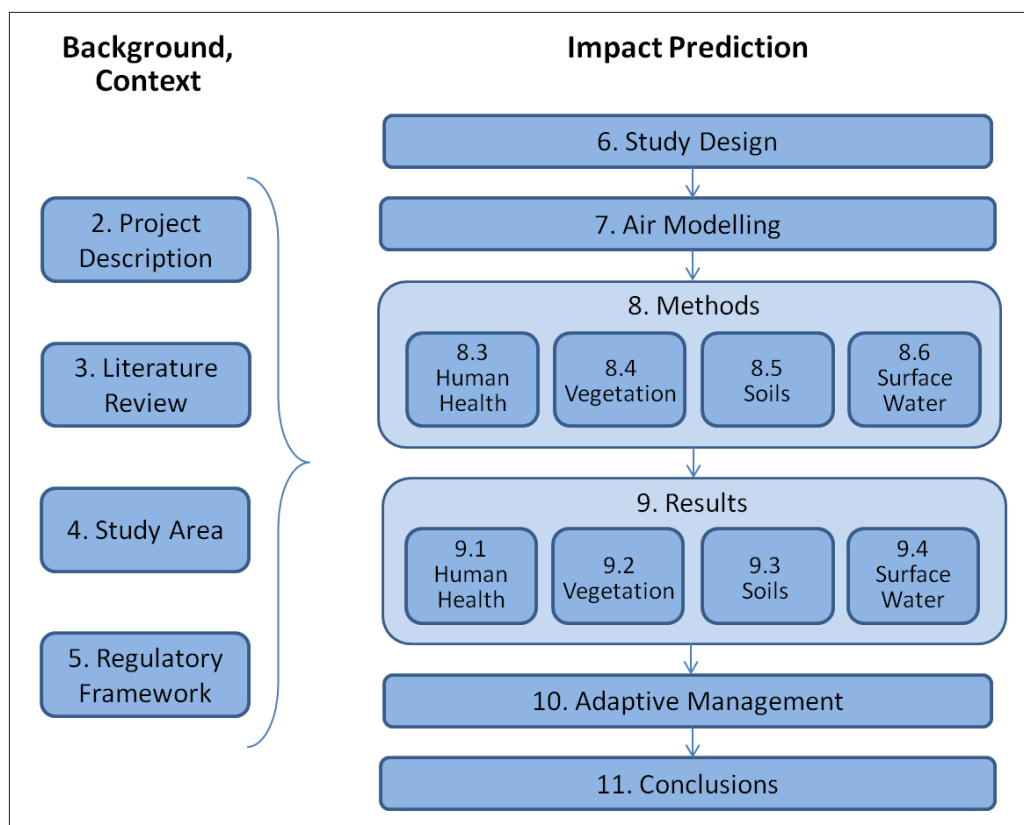 Background,
Context
2. Project
Description
3. Literature
Review
4. Study Area
5. Regulatory
Framework
Impact Prediction
6. Study Design
7. Air Modelling
8. Methods
8.3
Human
Health
8.4
Vegetation
8.5
Soils
8.6
Surface
Water
9. Results
9.1
Human
Health
9.2
Vegetation
9.3
Soils
9.4
Surface
Water
10. Adaptive Management
11. Conclusions